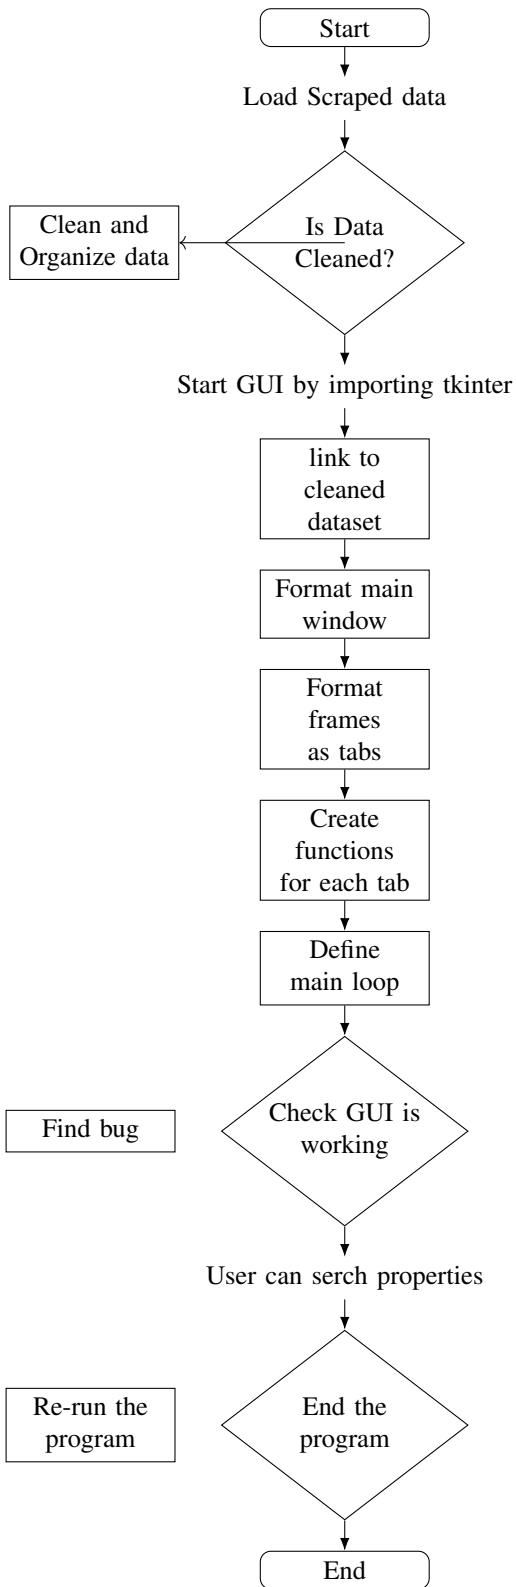 Start
Load Scraped data
Is Data
Cleaned?
Clean and
Organize data
Start GUI by importing tkinter
link to
cleaned
dataset
Format main
window
Format
frames
as tabs
Create
functions
for each tab
Define
main loop
Check GUI is
working
Find bug
User can serch properties
End the
program
Re-run the
program
End